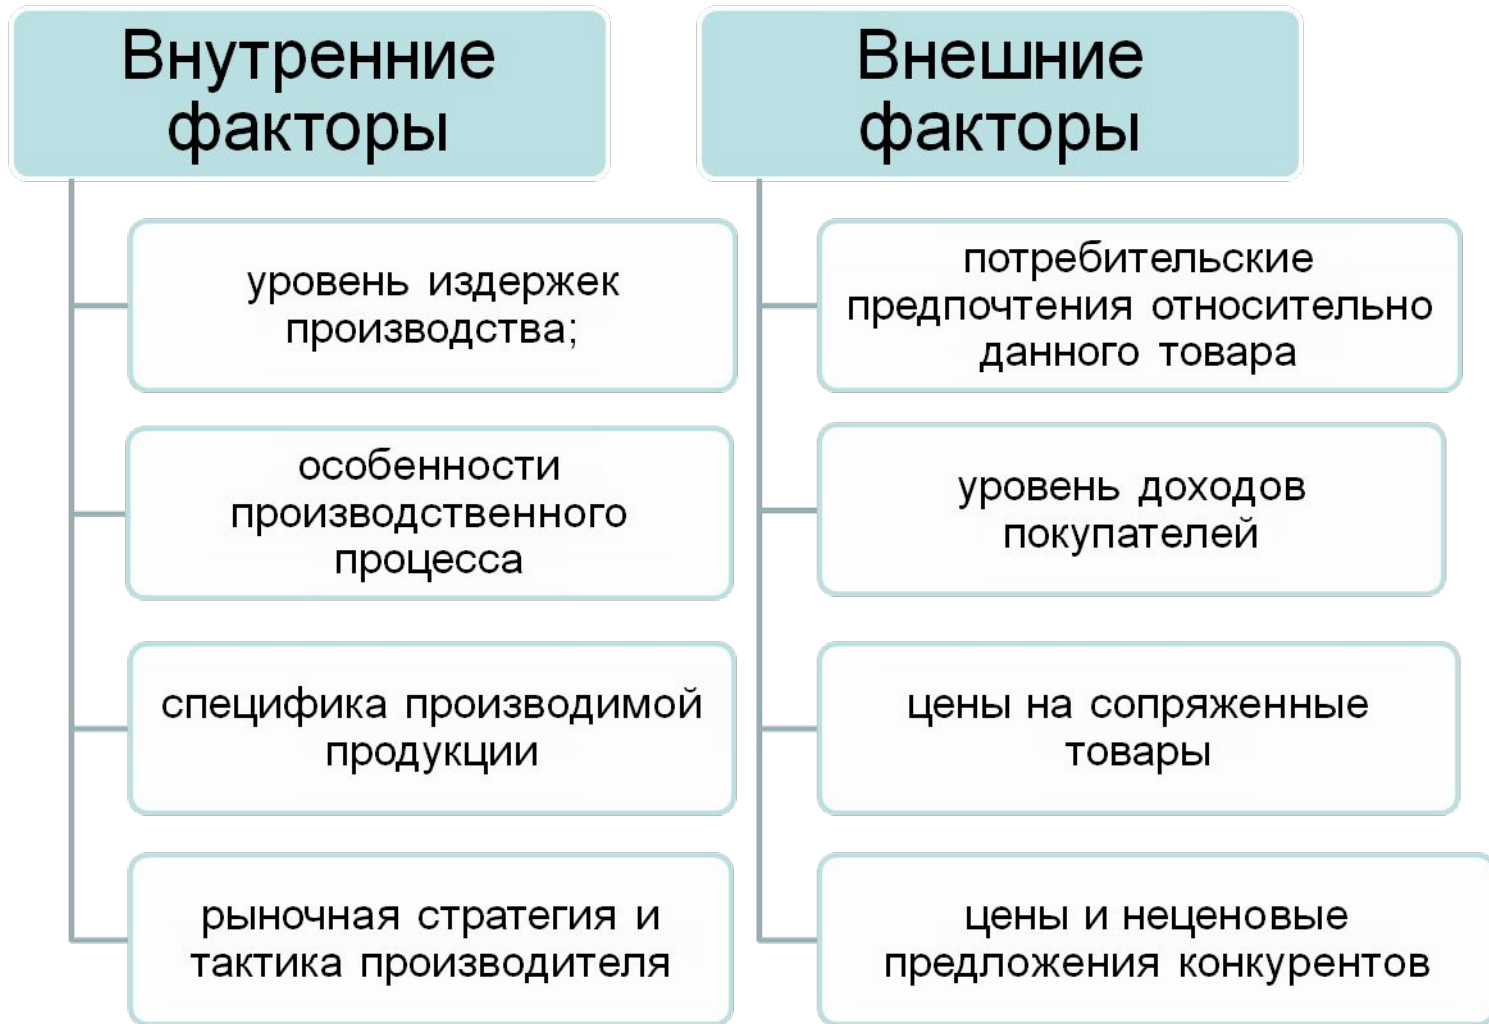 Внутренние
факторы
уровень издержек
производства;
особенности
производственного
процесса
специфика производимой
продукции
рыночная стратегия и
тактика производителя
Внешние
факторы
потребительские
предпочтения относительно
данного товара
уровень доходов
покупателей
цены на сопряженные
товары
цены и неценовые
предложения конкурентов